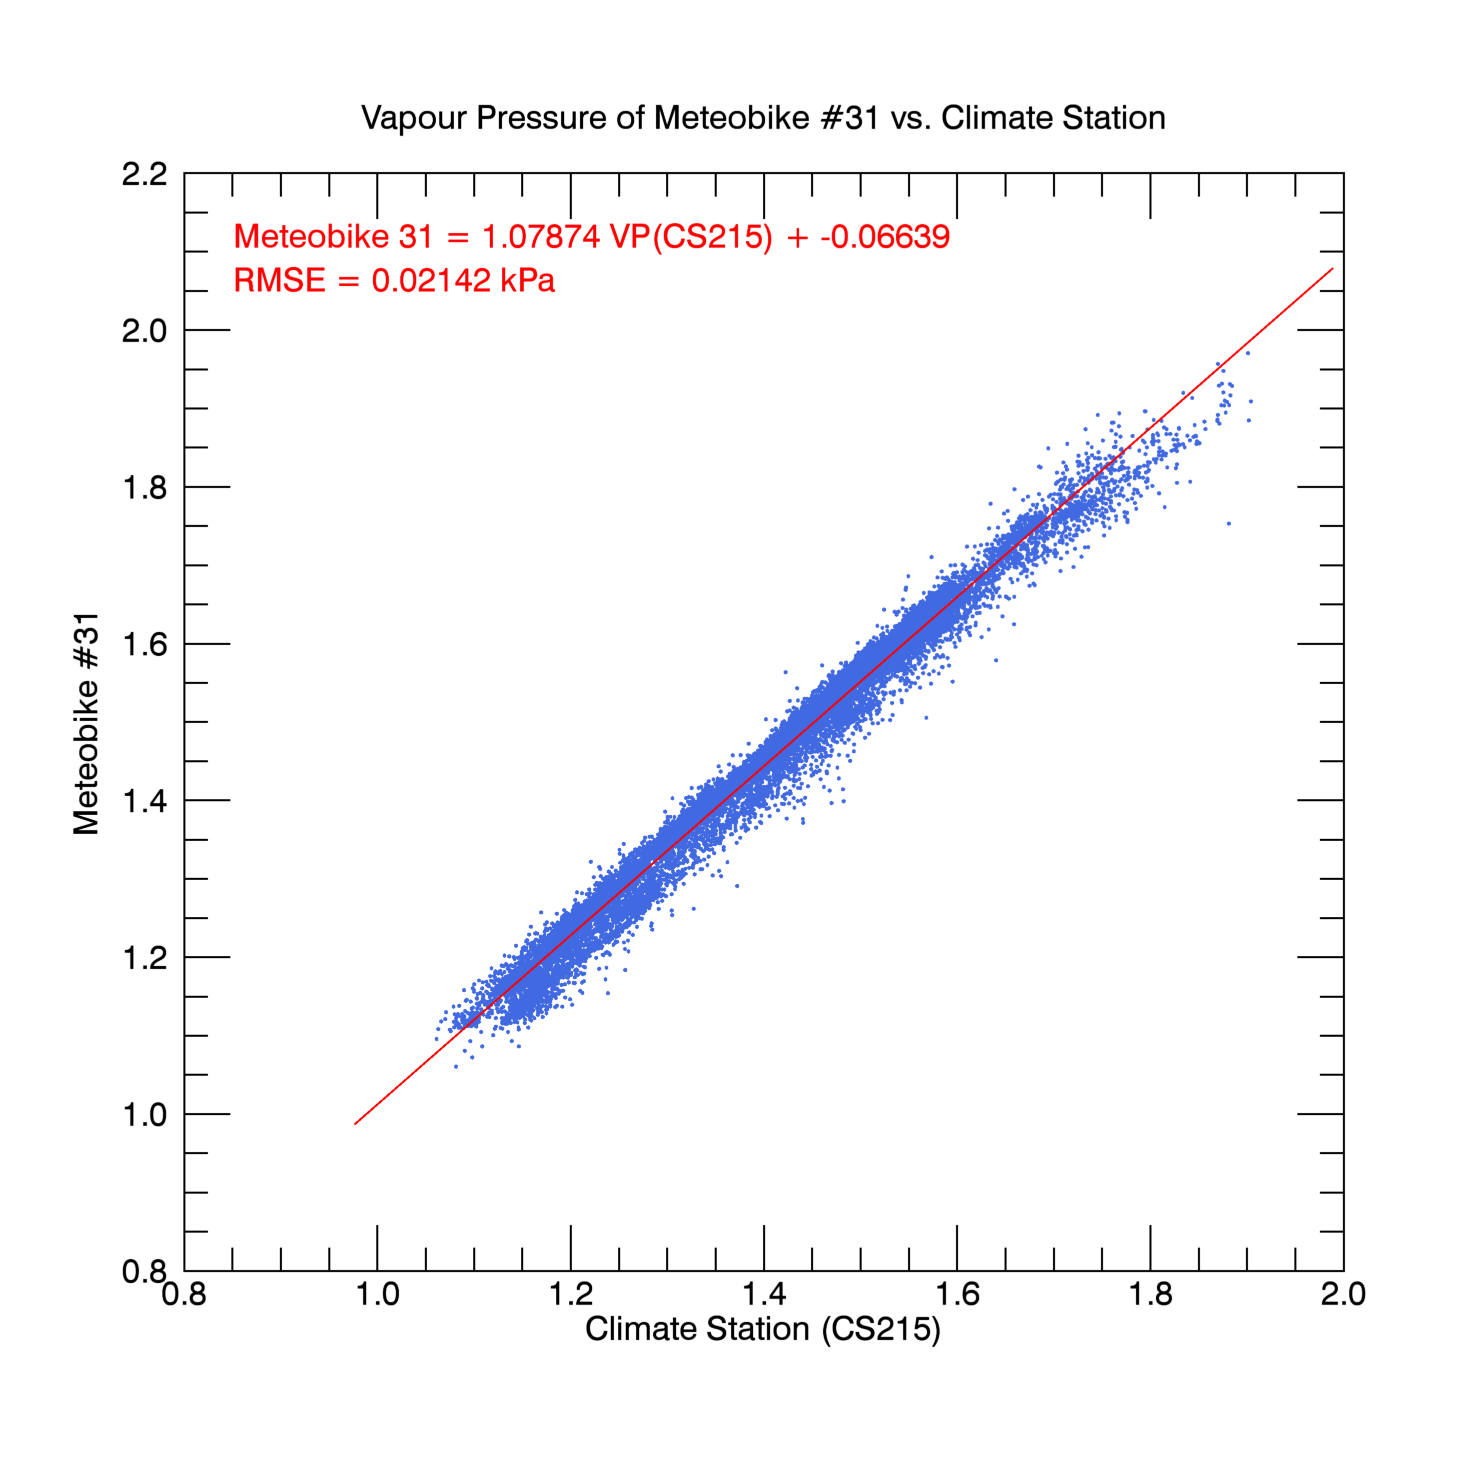 Vapour Pressure of Meteobike #31 vs. Climate Station
2.2
Meteobike 31 = 1.07874 VP(CS215) + -0.06639
RMSE = 0.02142 kPa
2.0
1.8
1.6
Meteobike #31
1.4
1.2
1.0
0.8
0.8 1.0 1.2 1.4 1.6 1.8 2.0
Climate Station (CS215)